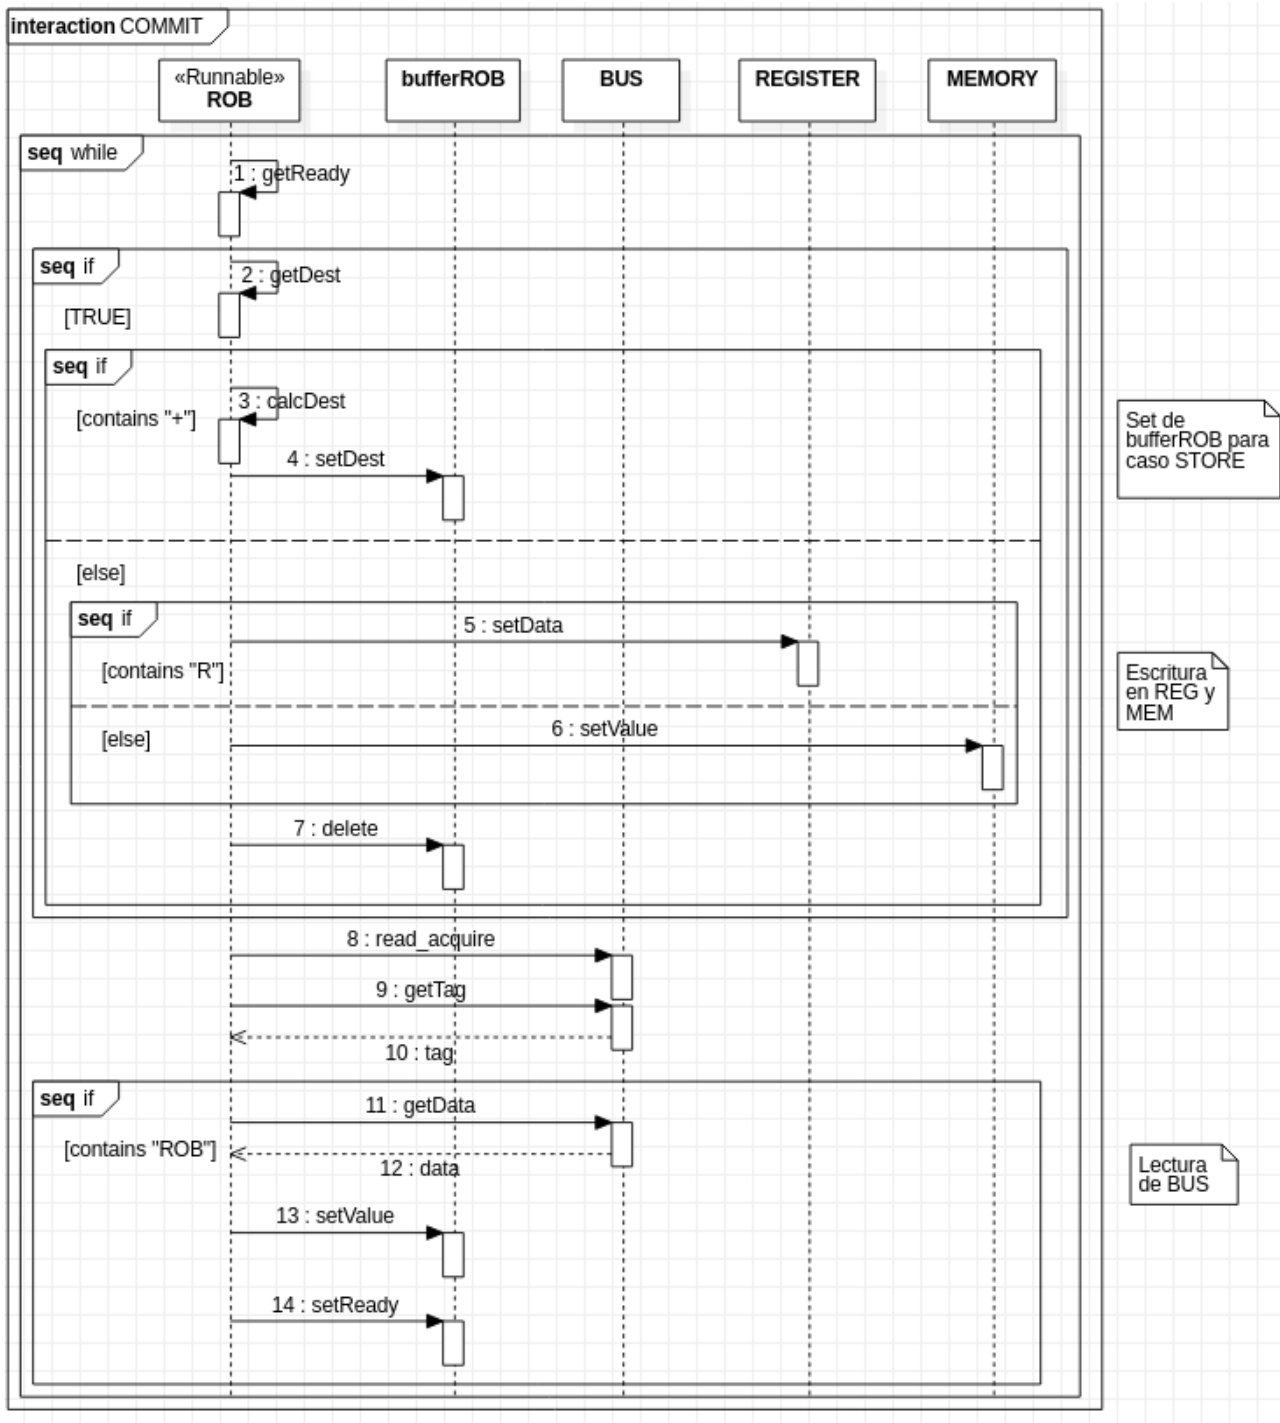 interaction COMMIT
«Runnable»
ROB
bufferROB
BUS
REGISTER
MEMORY
seq while
1 : getReady
seq if
2 : getDest
[TRUE]
seq if
3 : calcDest
[contains "+"]
4 : setDest
Set de
bufferROB para
caso STORE
[else]
seq if
5 : setData
[contains "R"]
Escritura
en REG y
MEM
6 : setValue
[else]
7 : delete
8 : read_acquire
9 : getTag
10 : tag
seq if
11 : getData
[contains "ROB"]
12 : data
Lectura
de BUS
13 : setValue
14 : setReady